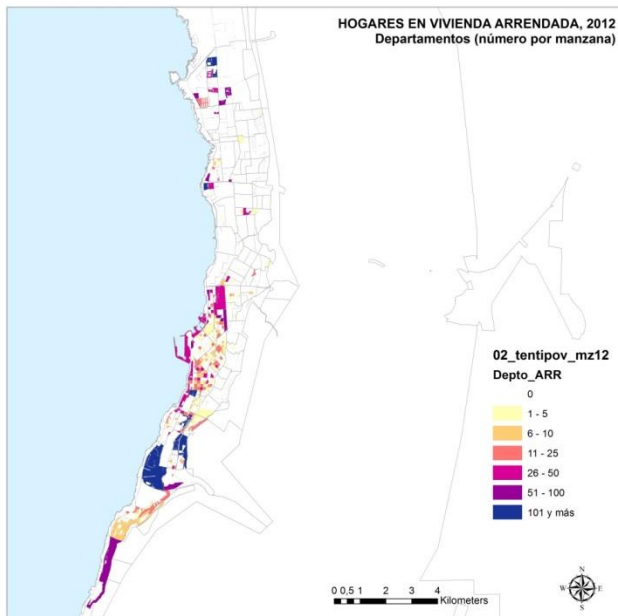 HOGARES EN VIVIENDA ARRENDADA, 2012
Departamentos (número por manzana)
02_tentipov_mz12
Depto_ARR
0
1 - 5
6 - 10
11 - 25
26 - 50
51 - 100
101 y más
N
W E
S
0 0,5 1 2 3 4
Kilometers